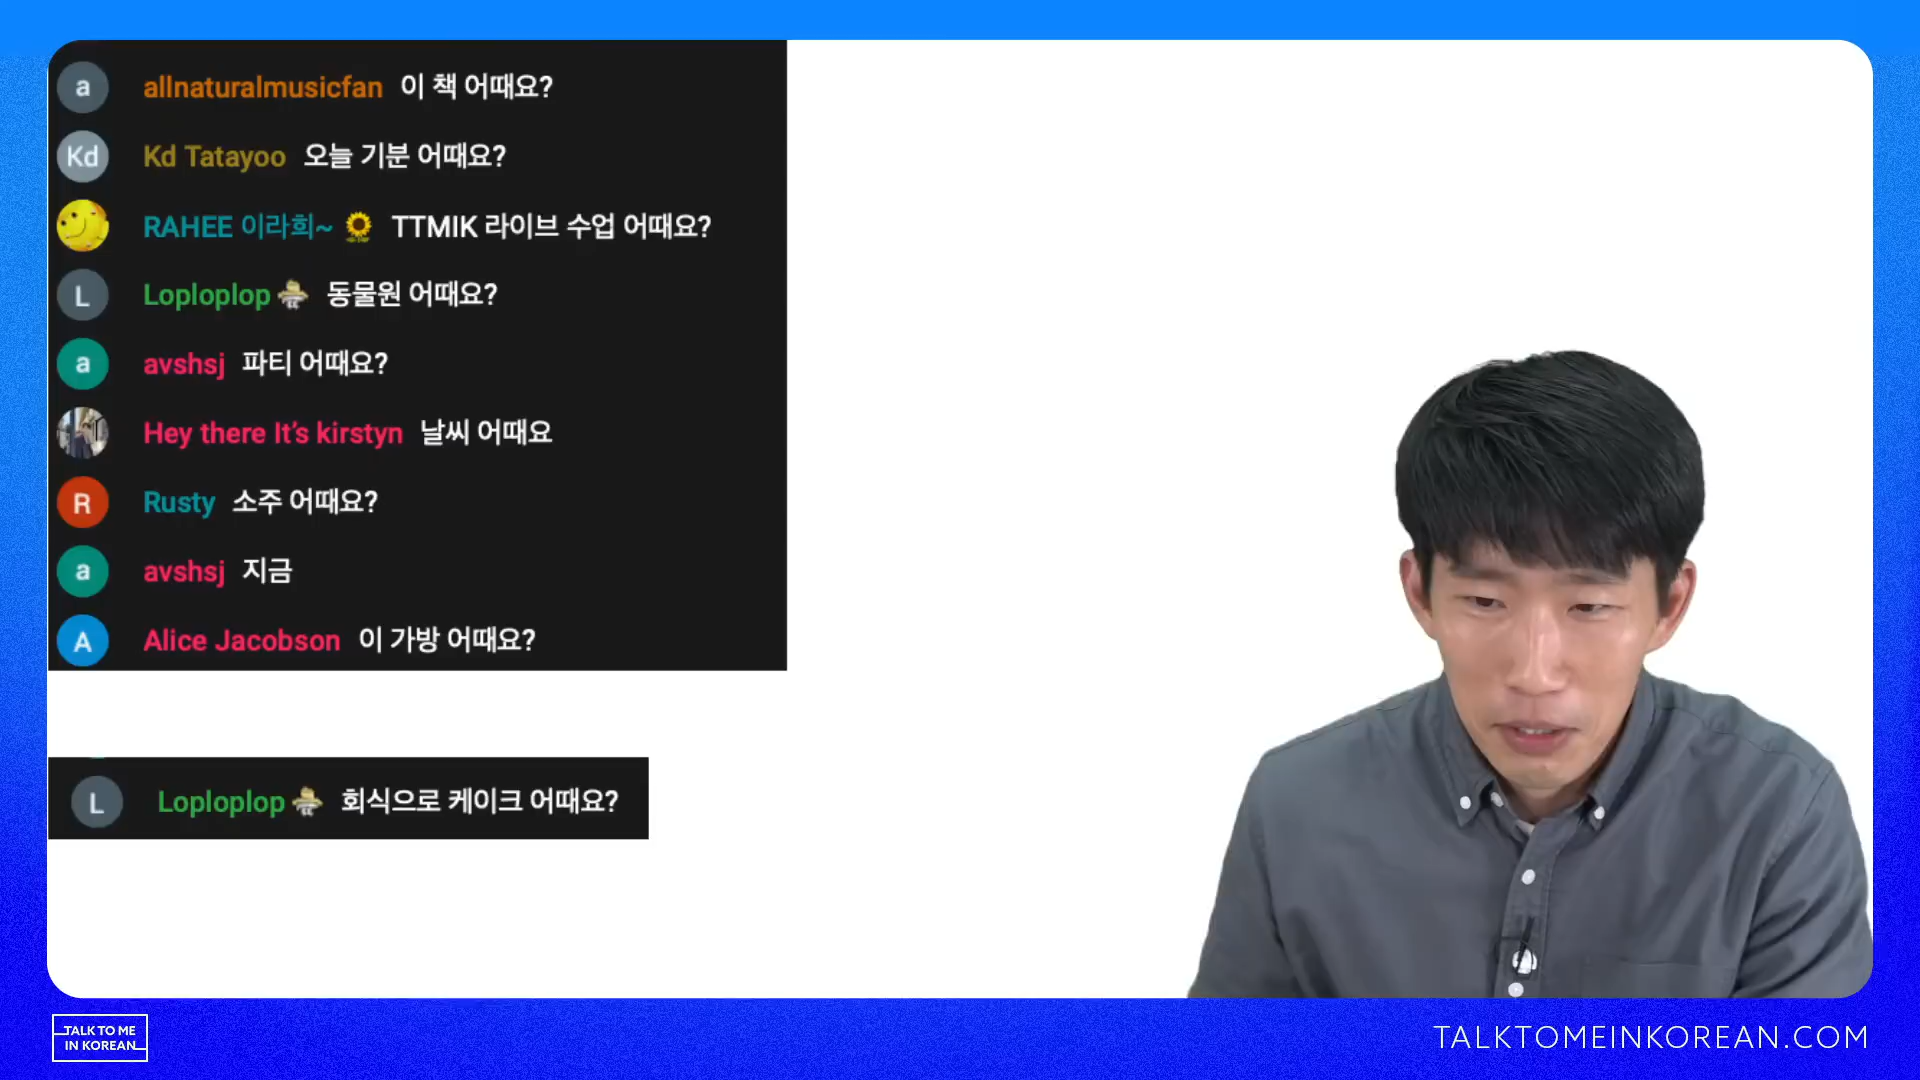 a allnaturalmusicfan 이 책 어때요?
Kd Kd Tatayoo 오늘 기분 어때요?
RAHEE 이라희~ 🌻 TTMIK 라이브 수업 어때요?
L Loploplop 동물원 어때요?
a avshsj 파티 어때요?
Hey there It's kirstyn 날씨 어때요
R Rusty 소주 어때요?
a avshsj 지금
A Alice Jacobson 이 가방 어때요?
L Loploplop 회식으로 케이크 어때요?
TALK TO ME
IN KOREAN
TALKTOMEINKOREAN.COM